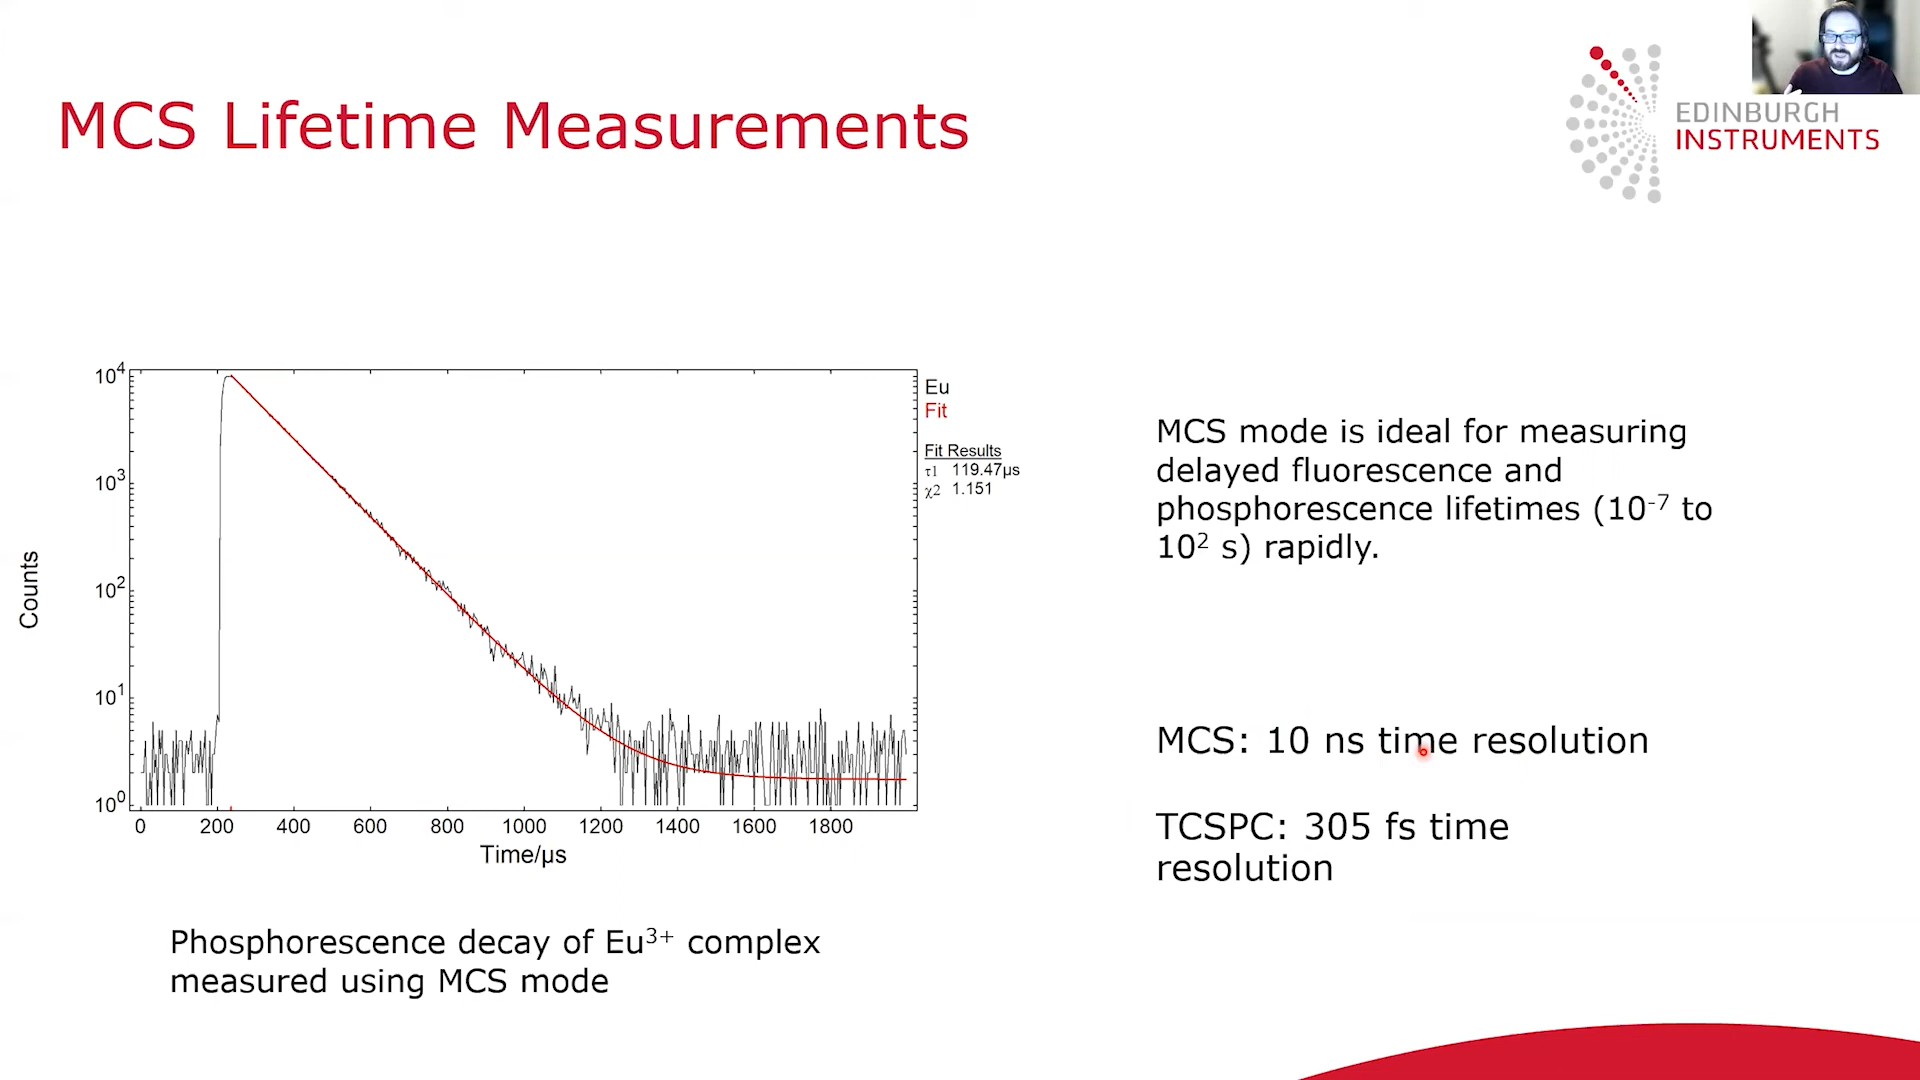 MCS Lifetime Measurements
EDINBURGH
INSTRUMENTS
10⁴
10³
10²
10¹
10⁰
Counts
0 200 400 600 800 1000 1200 1400 1600 1800
Time/μs
Eu
Fit
Fit Results
τ1 119.47μs
χ2 1.151
Phosphorescence decay of Eu³⁺ complex
measured using MCS mode
MCS mode is ideal for measuring
delayed fluorescence and
phosphorescence lifetimes (10⁻⁷ to
10² s) rapidly.
MCS: 10 ns time resolution
TCSPC: 305 fs time
resolution